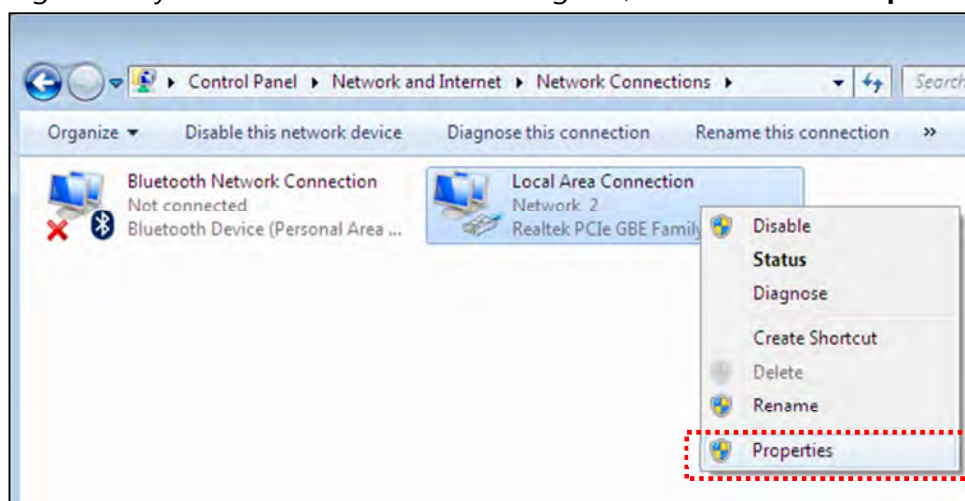 Control Panel Network and Internet Network Connections Search
Organize Disable this network device Diagnose this connection Rename this connection »
Bluetooth Network Connection
Not connected
Bluetooth Device (Personal Area ...
Local Area Connection
Network 2
Realtek PCIe GBE Family
Disable
Status
Diagnose
Create Shortcut
Delete
Rename
Properties